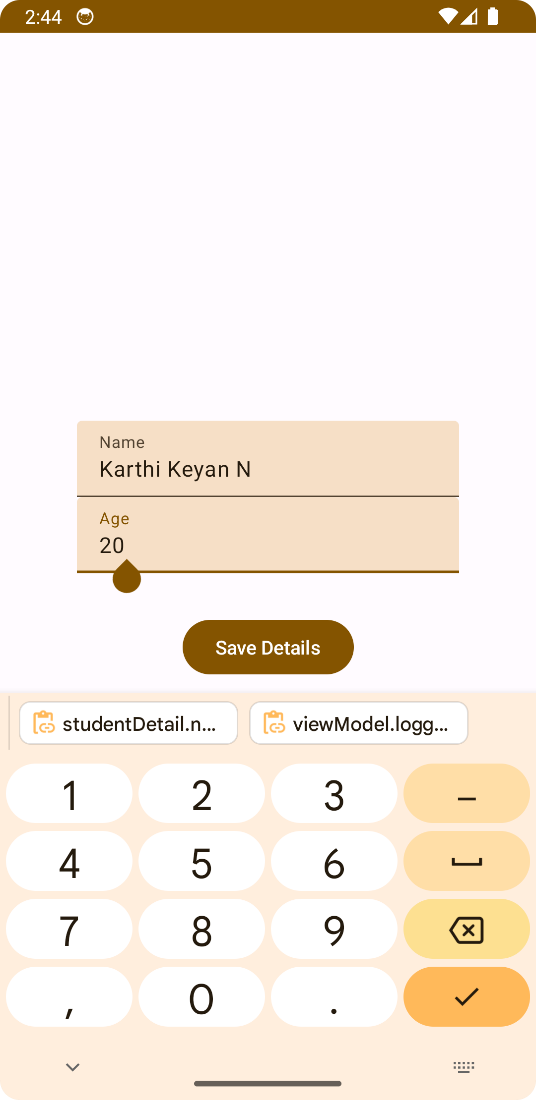 2:44
Name
Karthi Keyan N
Age
20
Save Details
studentDetail.n...
viewModel.logg...
1 2 3 –
4 5 6
7 8 9
, 0 .